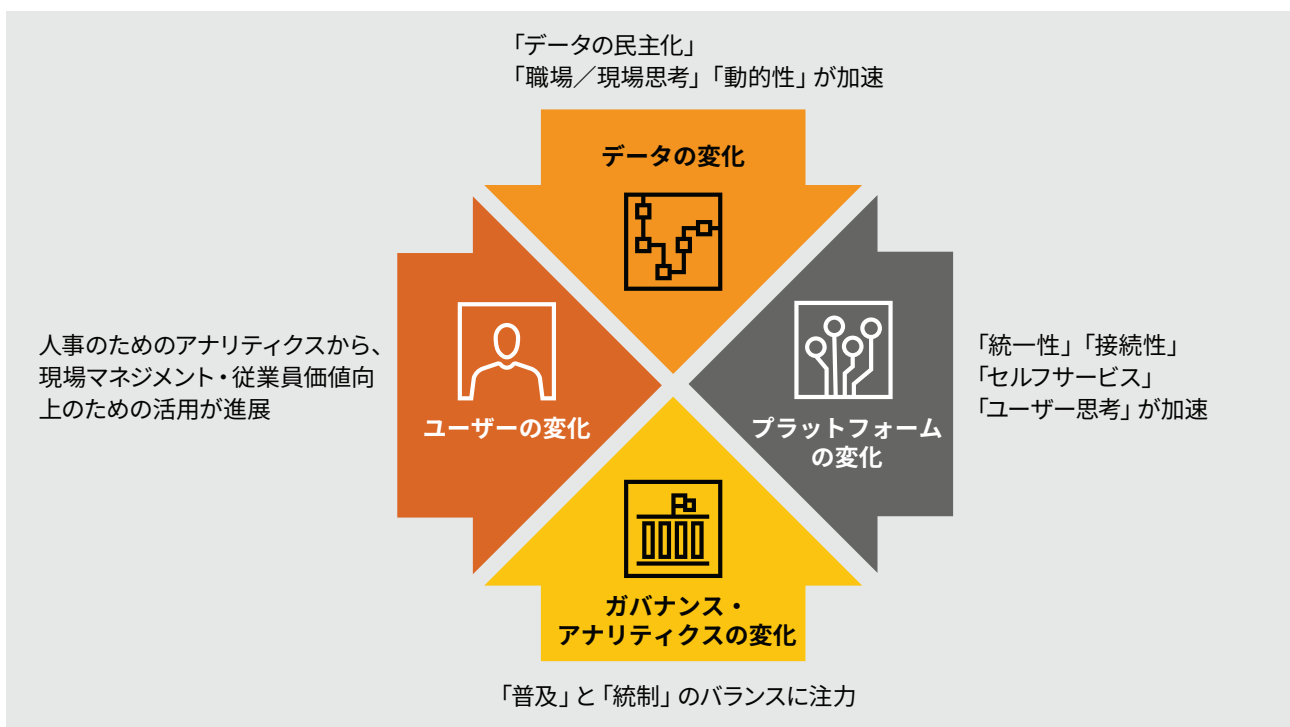 「データの民主化」
「職場／現場思考」「動的性」が加速
データの変化
人事のためのアナリティクスから、
現場マネジメント・従業員価値向
上のための活用が進展
ユーザーの変化
プラットフォーム
の変化
「統一性」「接続性」
「セルフサービス」
「ユーザー思考」が加速
ガバナンス・
アナリティクスの変化
「普及」と「統制」のバランスに注力